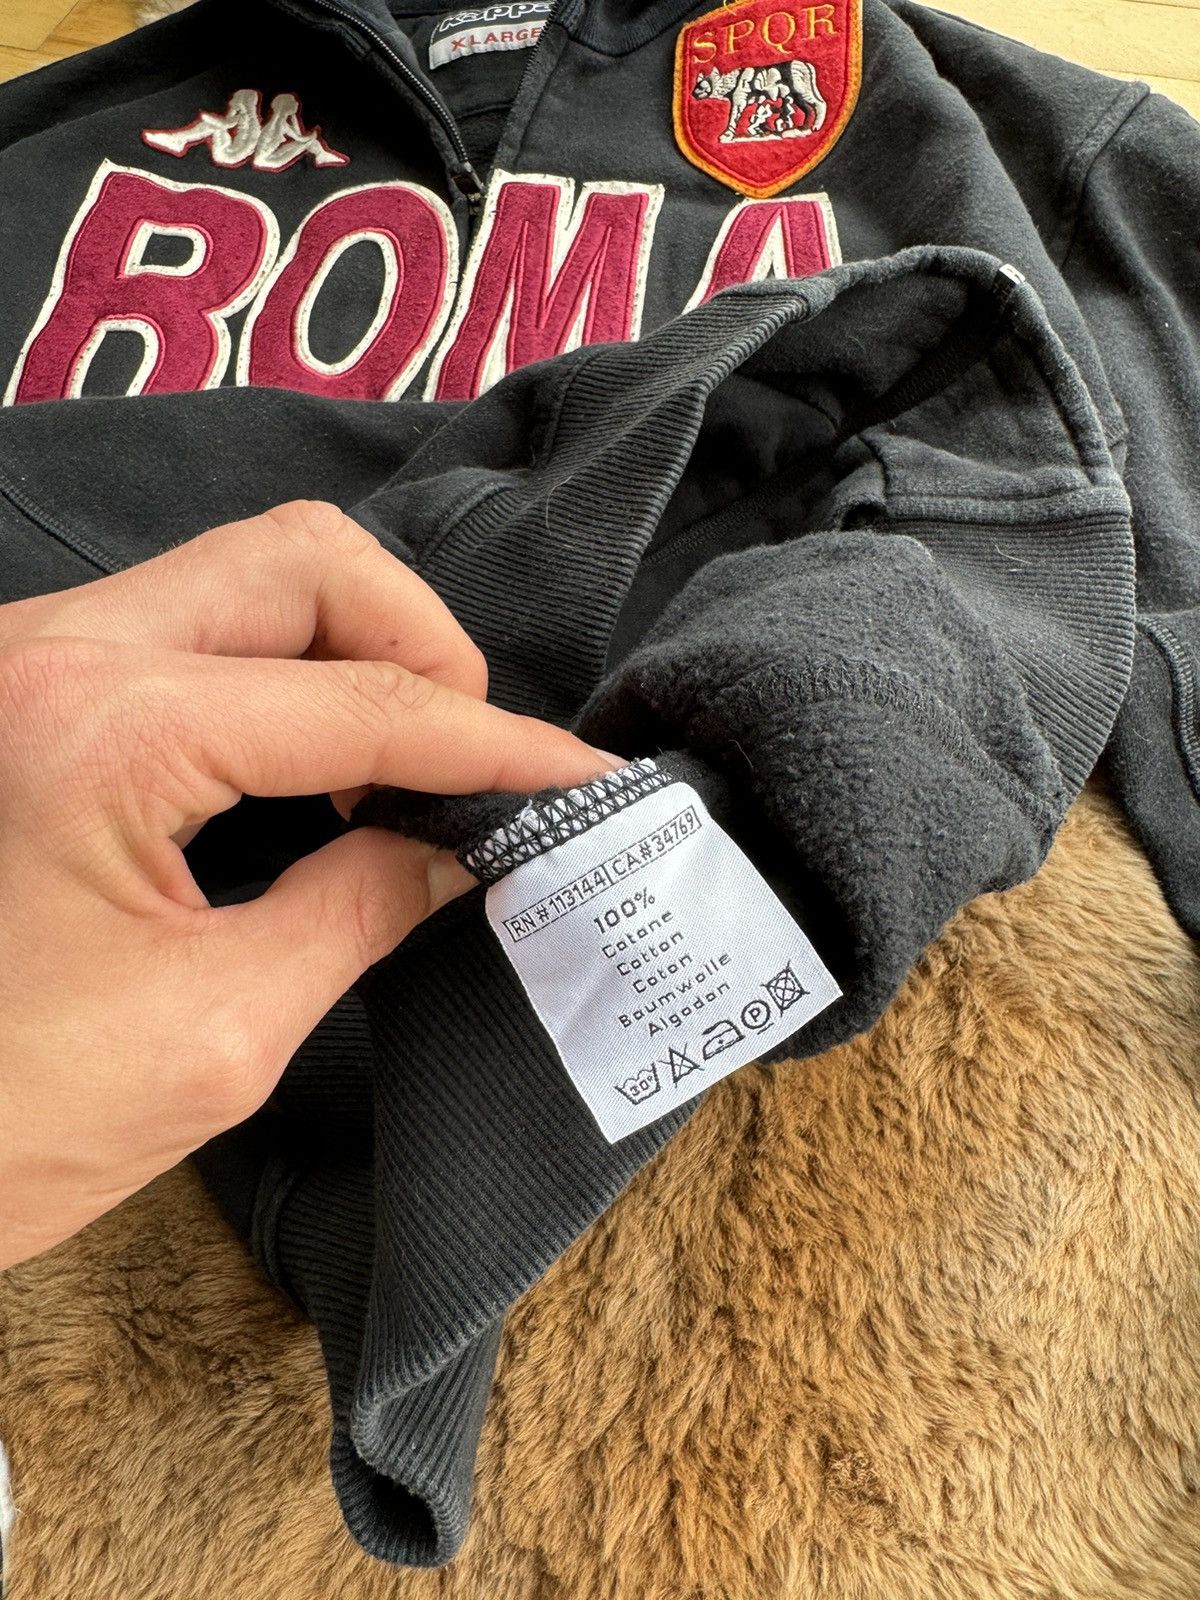 Kappa
XLARGE
SPQR
ROMA
RN#113144 CA#34769
100%
Cotone
Cotton
Coton
Baumwolle
Algodon
30° P